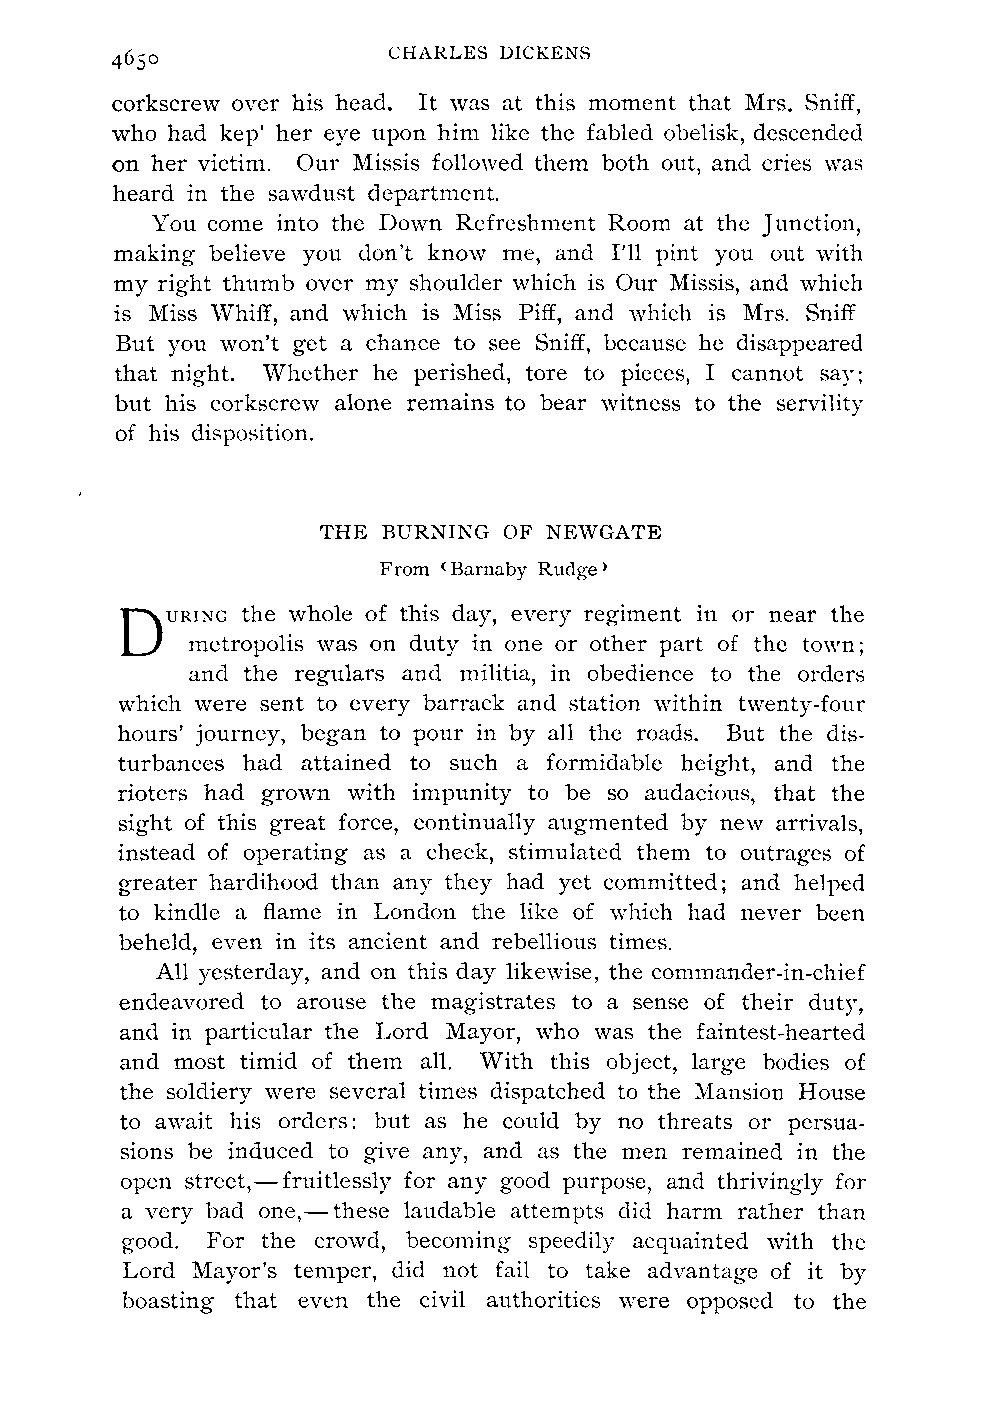 4650 CHARLES DICKENS
corkscrew over his head. It was at this moment that Mrs. Sniff,
who had kep' her eye upon him like the fabled obelisk, descended
on her victim. Our Missis followed them both out, and cries was
heard in the sawdust department.
You come into the Down Refreshment Room at the Junction,
making believe you don't know me, and I'll pint you out with
my right thumb over my shoulder which is Our Missis, and which
is Miss Whiff, and which is Miss Piff, and which is Mrs. Sniff
But you won't get a chance to see Sniff, because he disappeared
that night. Whether he perished, tore to pieces, I cannot say;
but his corkscrew alone remains to bear witness to the servility
of his disposition.
THE BURNING OF NEWGATE
From ‹Barnaby Rudge›
DURING the whole of this day, every regiment in or near the
metropolis was on duty in one or other part of the town;
and the regulars and militia, in obedience to the orders
which were sent to every barrack and station within twenty-four
hours' journey, began to pour in by all the roads. But the dis-
turbances had attained to such a formidable height, and the
rioters had grown with impunity to be so audacious, that the
sight of this great force, continually augmented by new arrivals,
instead of operating as a check, stimulated them to outrages of
greater hardihood than any they had yet committed; and helped
to kindle a flame in London the like of which had never been
beheld, even in its ancient and rebellious times.
All yesterday, and on this day likewise, the commander-in-chief
endeavored to arouse the magistrates to a sense of their duty,
and in particular the Lord Mayor, who was the faintest-hearted
and most timid of them all. With this object, large bodies of
the soldiery were several times dispatched to the Mansion House
to await his orders: but as he could by no threats or persua-
sions be induced to give any, and as the men remained in the
open street,—fruitlessly for any good purpose, and thrivingly for
a very bad one,—these laudable attempts did harm rather than
good. For the crowd, becoming speedily acquainted with the
Lord Mayor's temper, did not fail to take advantage of it by
boasting that even the civil authorities were opposed to the